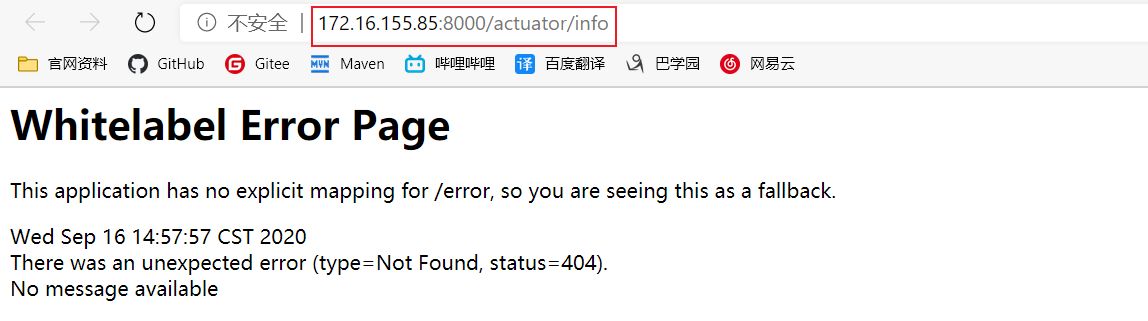 不安全 | 172.16.155.85:8000/actuator/info
官网资料 GitHub Gitee MVN Maven 哔哩哔哩 译 百度翻译 巴学园 网易云
Whitelabel Error Page
This application has no explicit mapping for /error, so you are seeing this as a fallback.
Wed Sep 16 14:57:57 CST 2020
There was an unexpected error (type=Not Found, status=404).
No message available